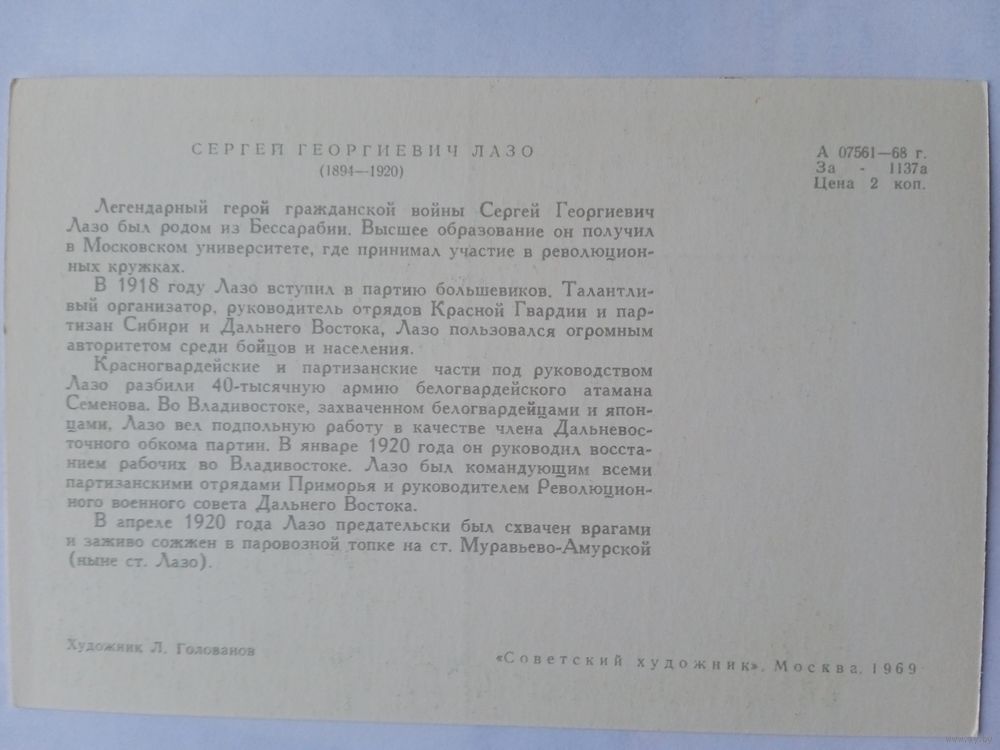 СЕРГЕЙ ГЕОРГИЕВИЧ ЛАЗО
(1894—1920)
А 07561—68 г.
За - 1137а
Цена 2 коп.
Легендарный герой гражданской войны Сергей Георгиевич
Лазо был родом из Бессарабии. Высшее образование он получил
в Московском университете, где принимал участие в революцион-
ных кружках.
В 1918 году Лазо вступил в партию большевиков. Талантли-
вый организатор, руководитель отрядов Красной Гвардии и пар-
тизан Сибири и Дальнего Востока, Лазо пользовался огромным
авторитетом среди бойцов и населения.
Красногвардейские и партизанские части под руководством
Лазо разбили 40-тысячную армию белогвардейского атамана
Семенова. Во Владивостоке, захваченном белогвардейцами и япон-
цами, Лазо вел подпольную работу в качестве члена Дальневос-
точного обкома партии. В январе 1920 года он руководил восста-
нием рабочих во Владивостоке. Лазо был командующим всеми
партизанскими отрядами Приморья и руководителем Революцион-
ного военного совета Дальнего Востока.
В апреле 1920 года Лазо предательски был схвачен врагами
и заживо сожжен в паровозной топке на ст. Муравьево-Амурской
(ныне ст. Лазо).
Художник Л. Голованов
«Советский художник». Москва. 1969